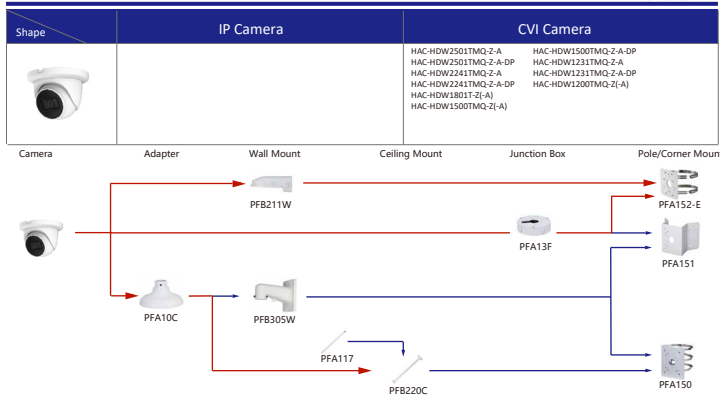 Shape
IP Camera
CVI Camera
HAC-HDW2501TMQ-Z-A
HAC-HDW2501TMQ-Z-A-DP
HAC-HDW2241TMQ-Z-A
HAC-HDW2241TMQ-Z-A-DP
HAC-HDW1801T-Z(-A)
HAC-HDW1500TMQ-Z(-A)
HAC-HDW1500TMQ-Z-A-DP
HAC-HDW1231TMQ-Z-A
HAC-HDW1231TMQ-Z-A-DP
HAC-HDW1200TMQ-Z(-A)
Camera
Adapter
Wall Mount
Ceiling Mount
Junction Box
Pole/Corner Mount
PFB211W
PFA152-E
PFA13F
PFA151
PFA10C
PFB305W
PFA117
PFB220C
PFA150